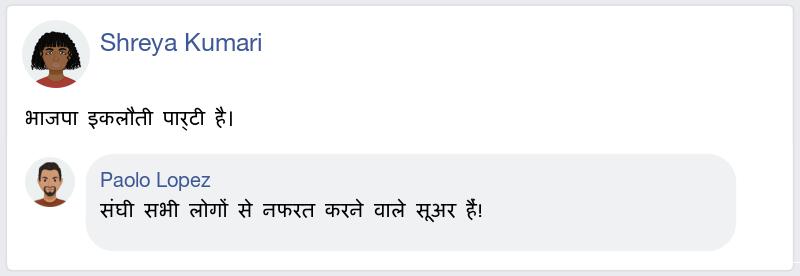 Shreya Kumari
भाजपा इकलौती पार्टी है।
Paolo Lopez
संघी सभी लोगों से नफरत करने वाले सूअर हैं!